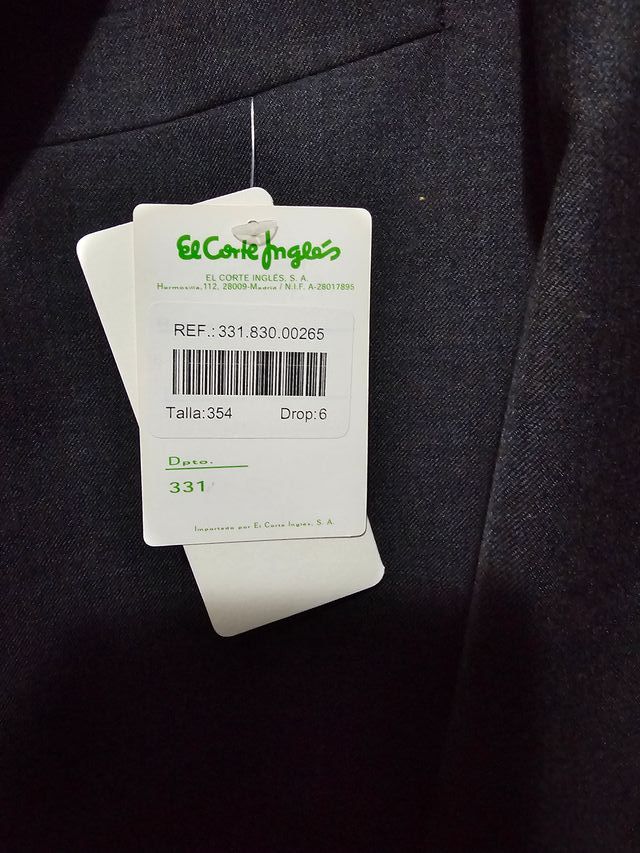 El Corte Inglés
EL CORTE INGLÉS, S. A.
Hermosilla, 112, 28009-Madrid / N.I.F. A-28017895
REF.:331.830.00265
Talla:354 Drop:6
Dpto.
331
Importado por El Corte Inglés, S. A.